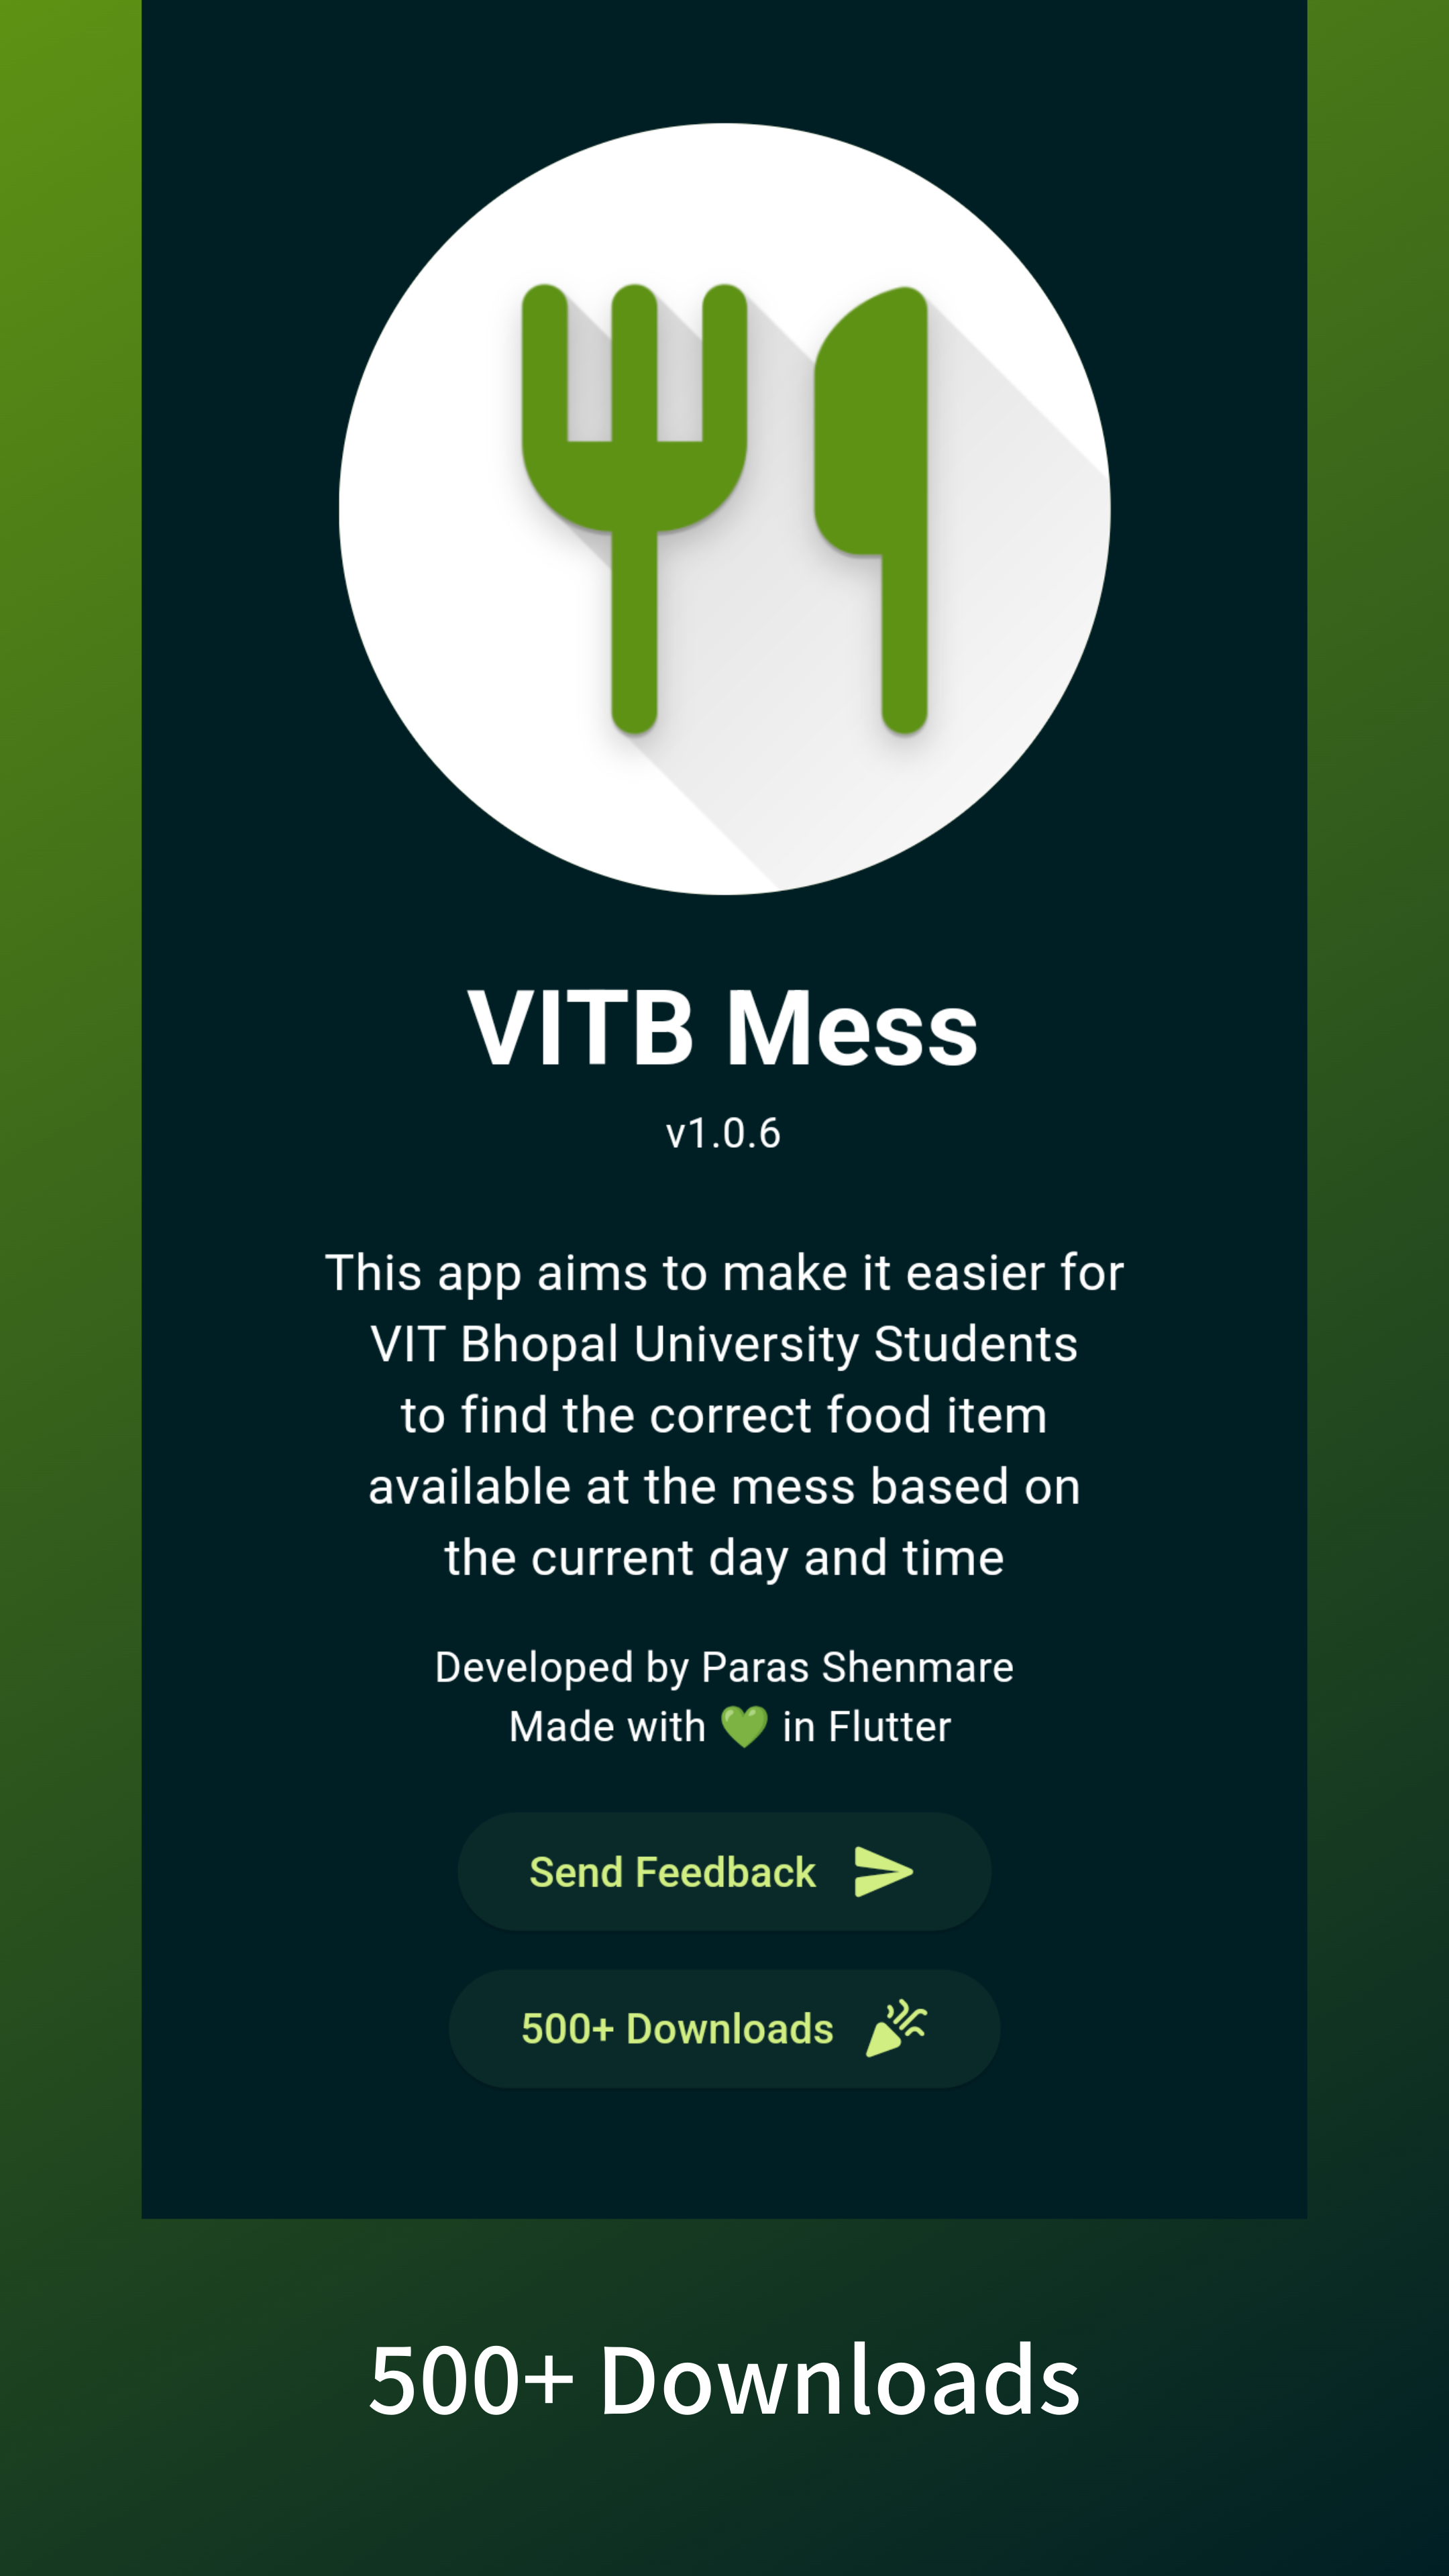 VITB Mess
v1.0.6
This app aims to make it easier for
VIT Bhopal University Students
to find the correct food item
available at the mess based on
the current day and time
Developed by Paras Shenmare
Made with 💚 in Flutter
Send Feedback
500+ Downloads
500+ Downloads